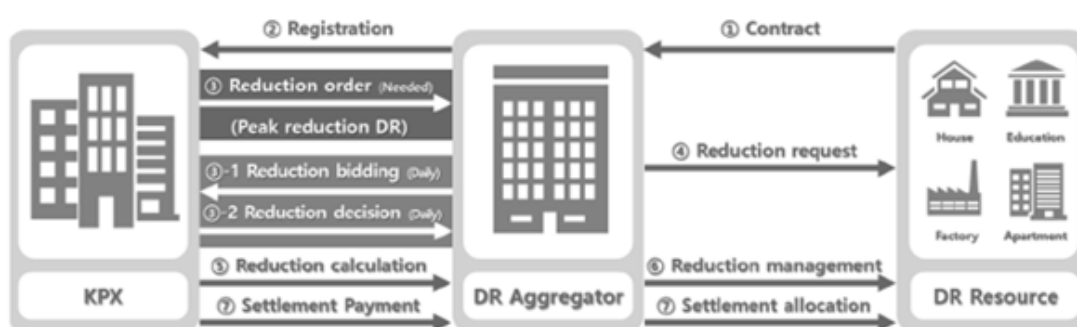 ② Registration
① Contract
③ Reduction order (Needed)
(Peak reduction DR)
③-1 Reduction bidding (Daily)
③-2 Reduction decision (Daily)
④ Reduction request
House
Education
Factory
Apartment
⑤ Reduction calculation
⑥ Reduction management
KPX
DR Aggregator
DR Resource
⑦ Settlement Payment
⑦ Settlement allocation